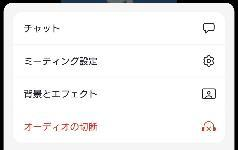 チャット
ミーティング設定
背景とエフェクト
オーディオの切断